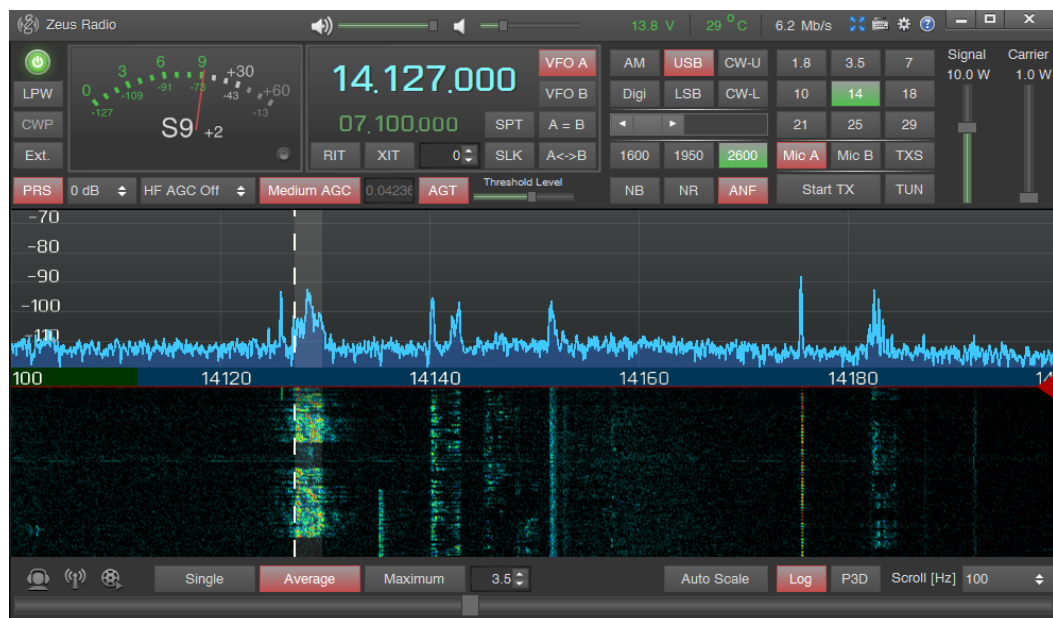 Zeus Radio 13.8 V 29 °C 6.2 Mb/s
LPW
CWP
Ext.
0 3 6 9 +30 +60
-127 -109 -91 -73 -43 -13
S9 +2
14.127.000 VFO A
VFO B
07.100.000 SPT A = B
RIT XIT 0 SLK A<->B
AM USB CW-U
Digi LSB CW-L
1600 1950 2600
1.8 3.5 7
10 14 18
21 25 29
Mic A Mic B TXS
Signal Carrier
10.0 W 1.0 W
PRS 0 dB HF AGC Off Medium AGC 0.04236 AGT Threshold Level NB NR ANF Start TX TUN
-70
-80
-90
-100
-110
100 14120 14140 14160 14180 14
Single Average Maximum 3.5 Auto Scale Log P3D Scroll [Hz] 100